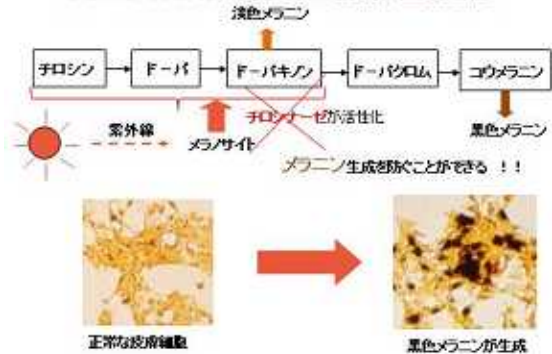 淡色メラニン
チロシン
ドーパ
ドーパキノン
ドーパクロム
コウメラニン
チロシナーゼが活性化
紫外線
メラノサイト
黒色メラニン
メラニン生成を防ぐことができる！！
正常な皮膚細胞
黒色メラニンが生成